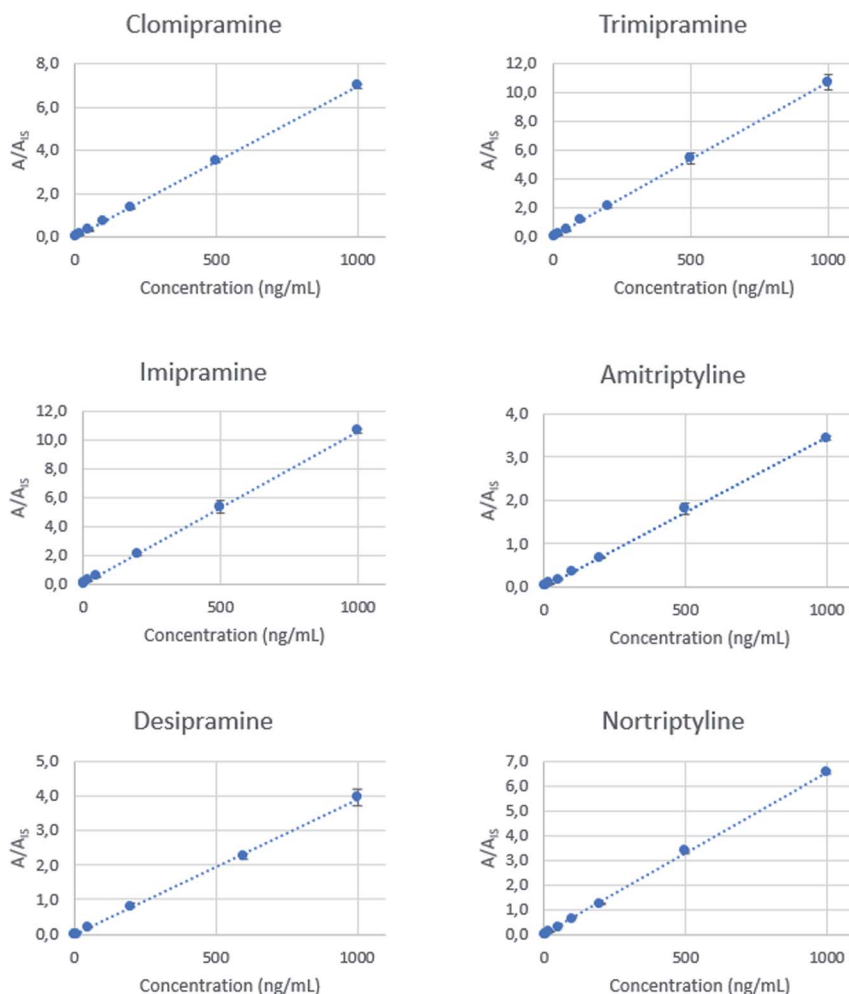 Clomipramine
8,0
6,0
4,0
2,0
0,0
A/A_IS
0 500 1000
Concentration (ng/mL)
Trimipramine
12,0
10,0
8,0
6,0
4,0
2,0
0,0
A/A_IS
0 500 1000
Concentration (ng/mL)
Imipramine
12,0
10,0
8,0
6,0
4,0
2,0
0,0
A/A_IS
0 500 1000
Concentration (ng/mL)
Amitriptyline
4,0
3,0
2,0
1,0
0,0
A/A_IS
0 500 1000
Concentration (ng/mL)
Desipramine
5,0
4,0
3,0
2,0
1,0
0,0
A/A_IS
0 500 1000
Concentration (ng/mL)
Nortriptyline
7,0
6,0
5,0
4,0
3,0
2,0
1,0
0,0
A/A_IS
0 500 1000
Concentration (ng/mL)